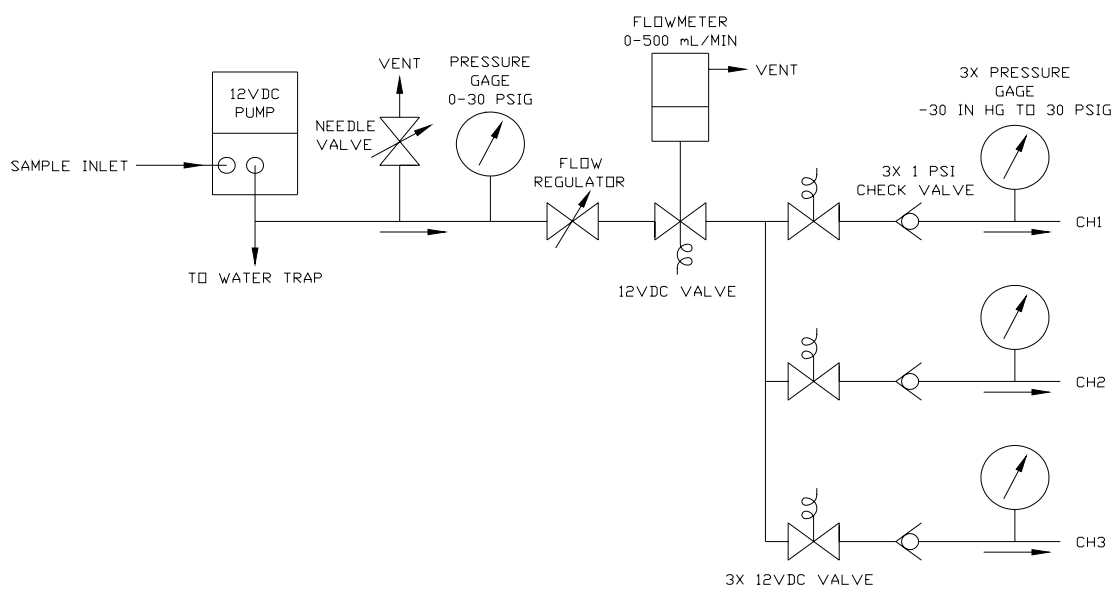 FLOWMETER
0-500 mL/MIN
VENT
12VDC
PUMP
VENT
NEEDLE
VALVE
PRESSURE
GAGE
0-30 PSIG
3X PRESSURE
GAGE
-30 IN HG TO 30 PSIG
SAMPLE INLET
FLOW
REGULATOR
3X 1 PSI
CHECK VALVE
CH1
TO WATER TRAP
12VDC VALVE
CH2
CH3
3X 12VDC VALVE